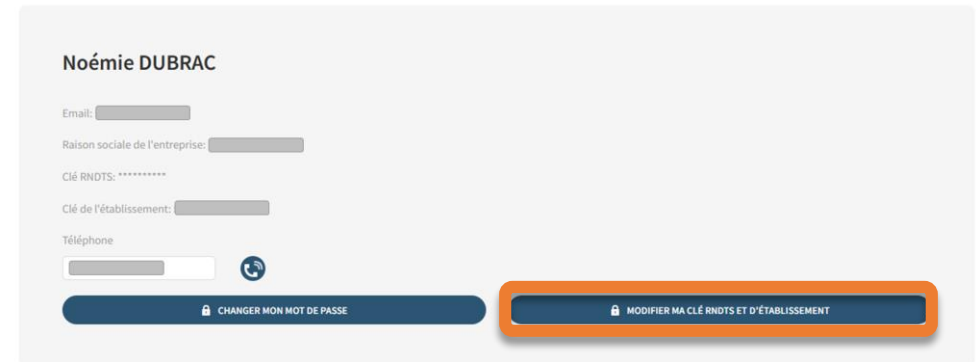 Noémie DUBRAC
Email:
Raison sociale de l'entreprise:
Clé RNDTS: **********
Clé de l'établissement:
Téléphone
CHANGER MON MOT DE PASSE
MODIFIER MA CLÉ RNDTS ET D'ÉTABLISSEMENT